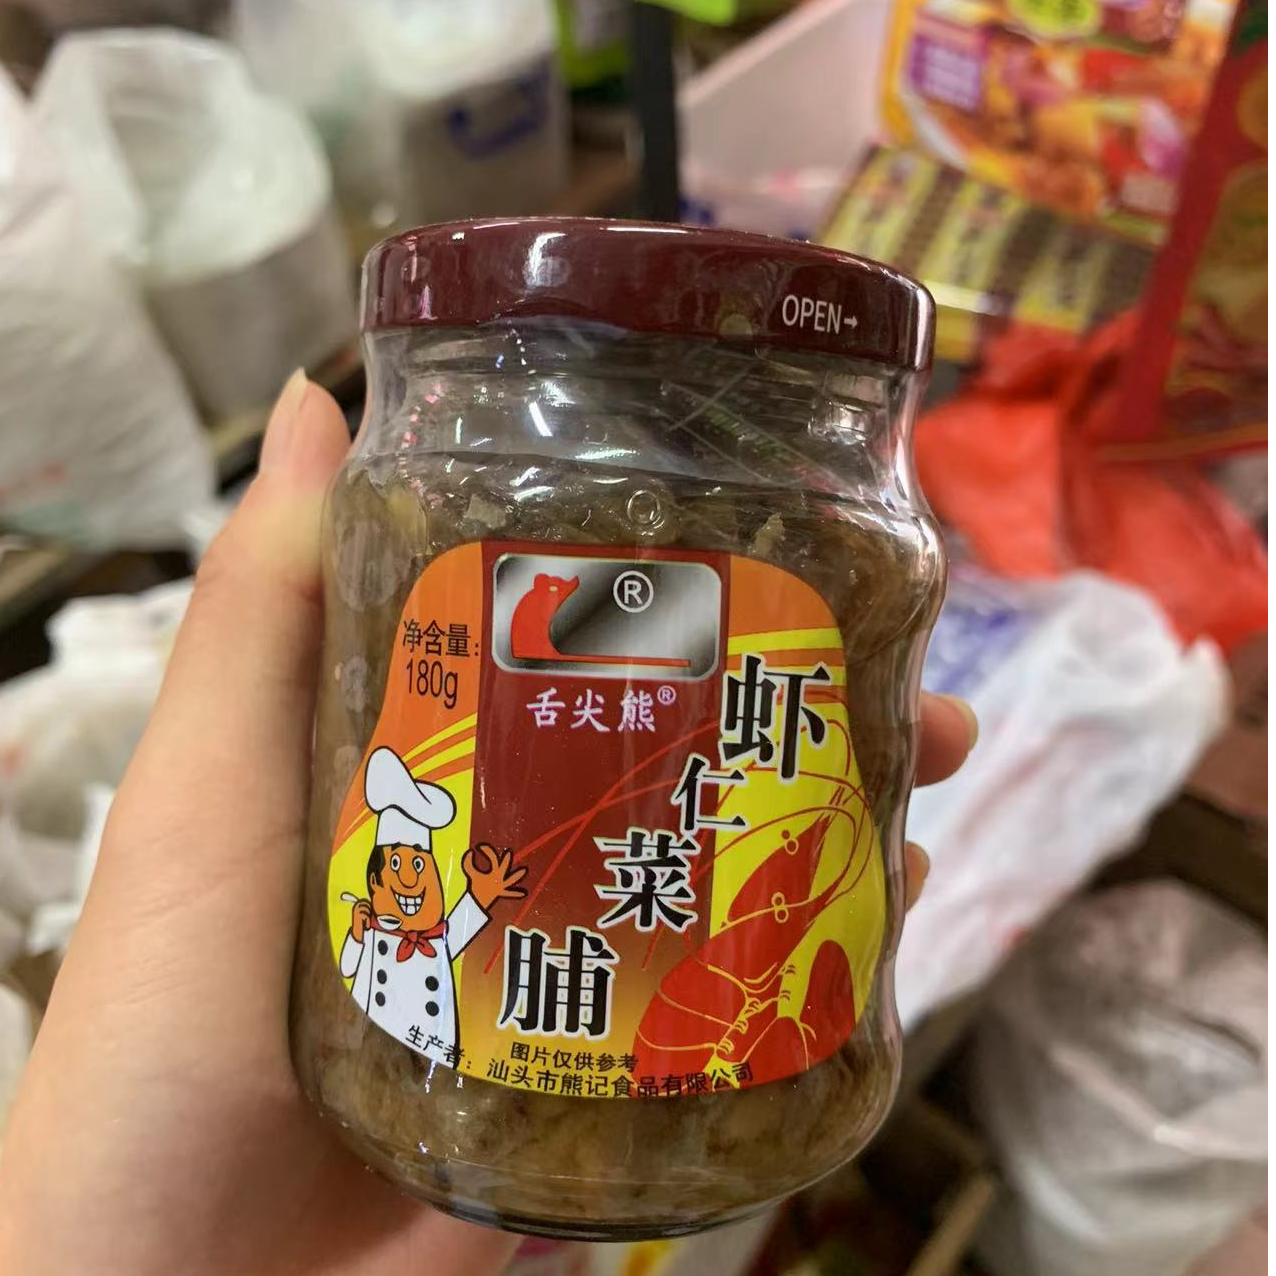 OPEN→
®
净含量:
180g
舌尖熊®
虾仁菜脯
图片仅供参考
生产者：汕头市熊记食品有限公司